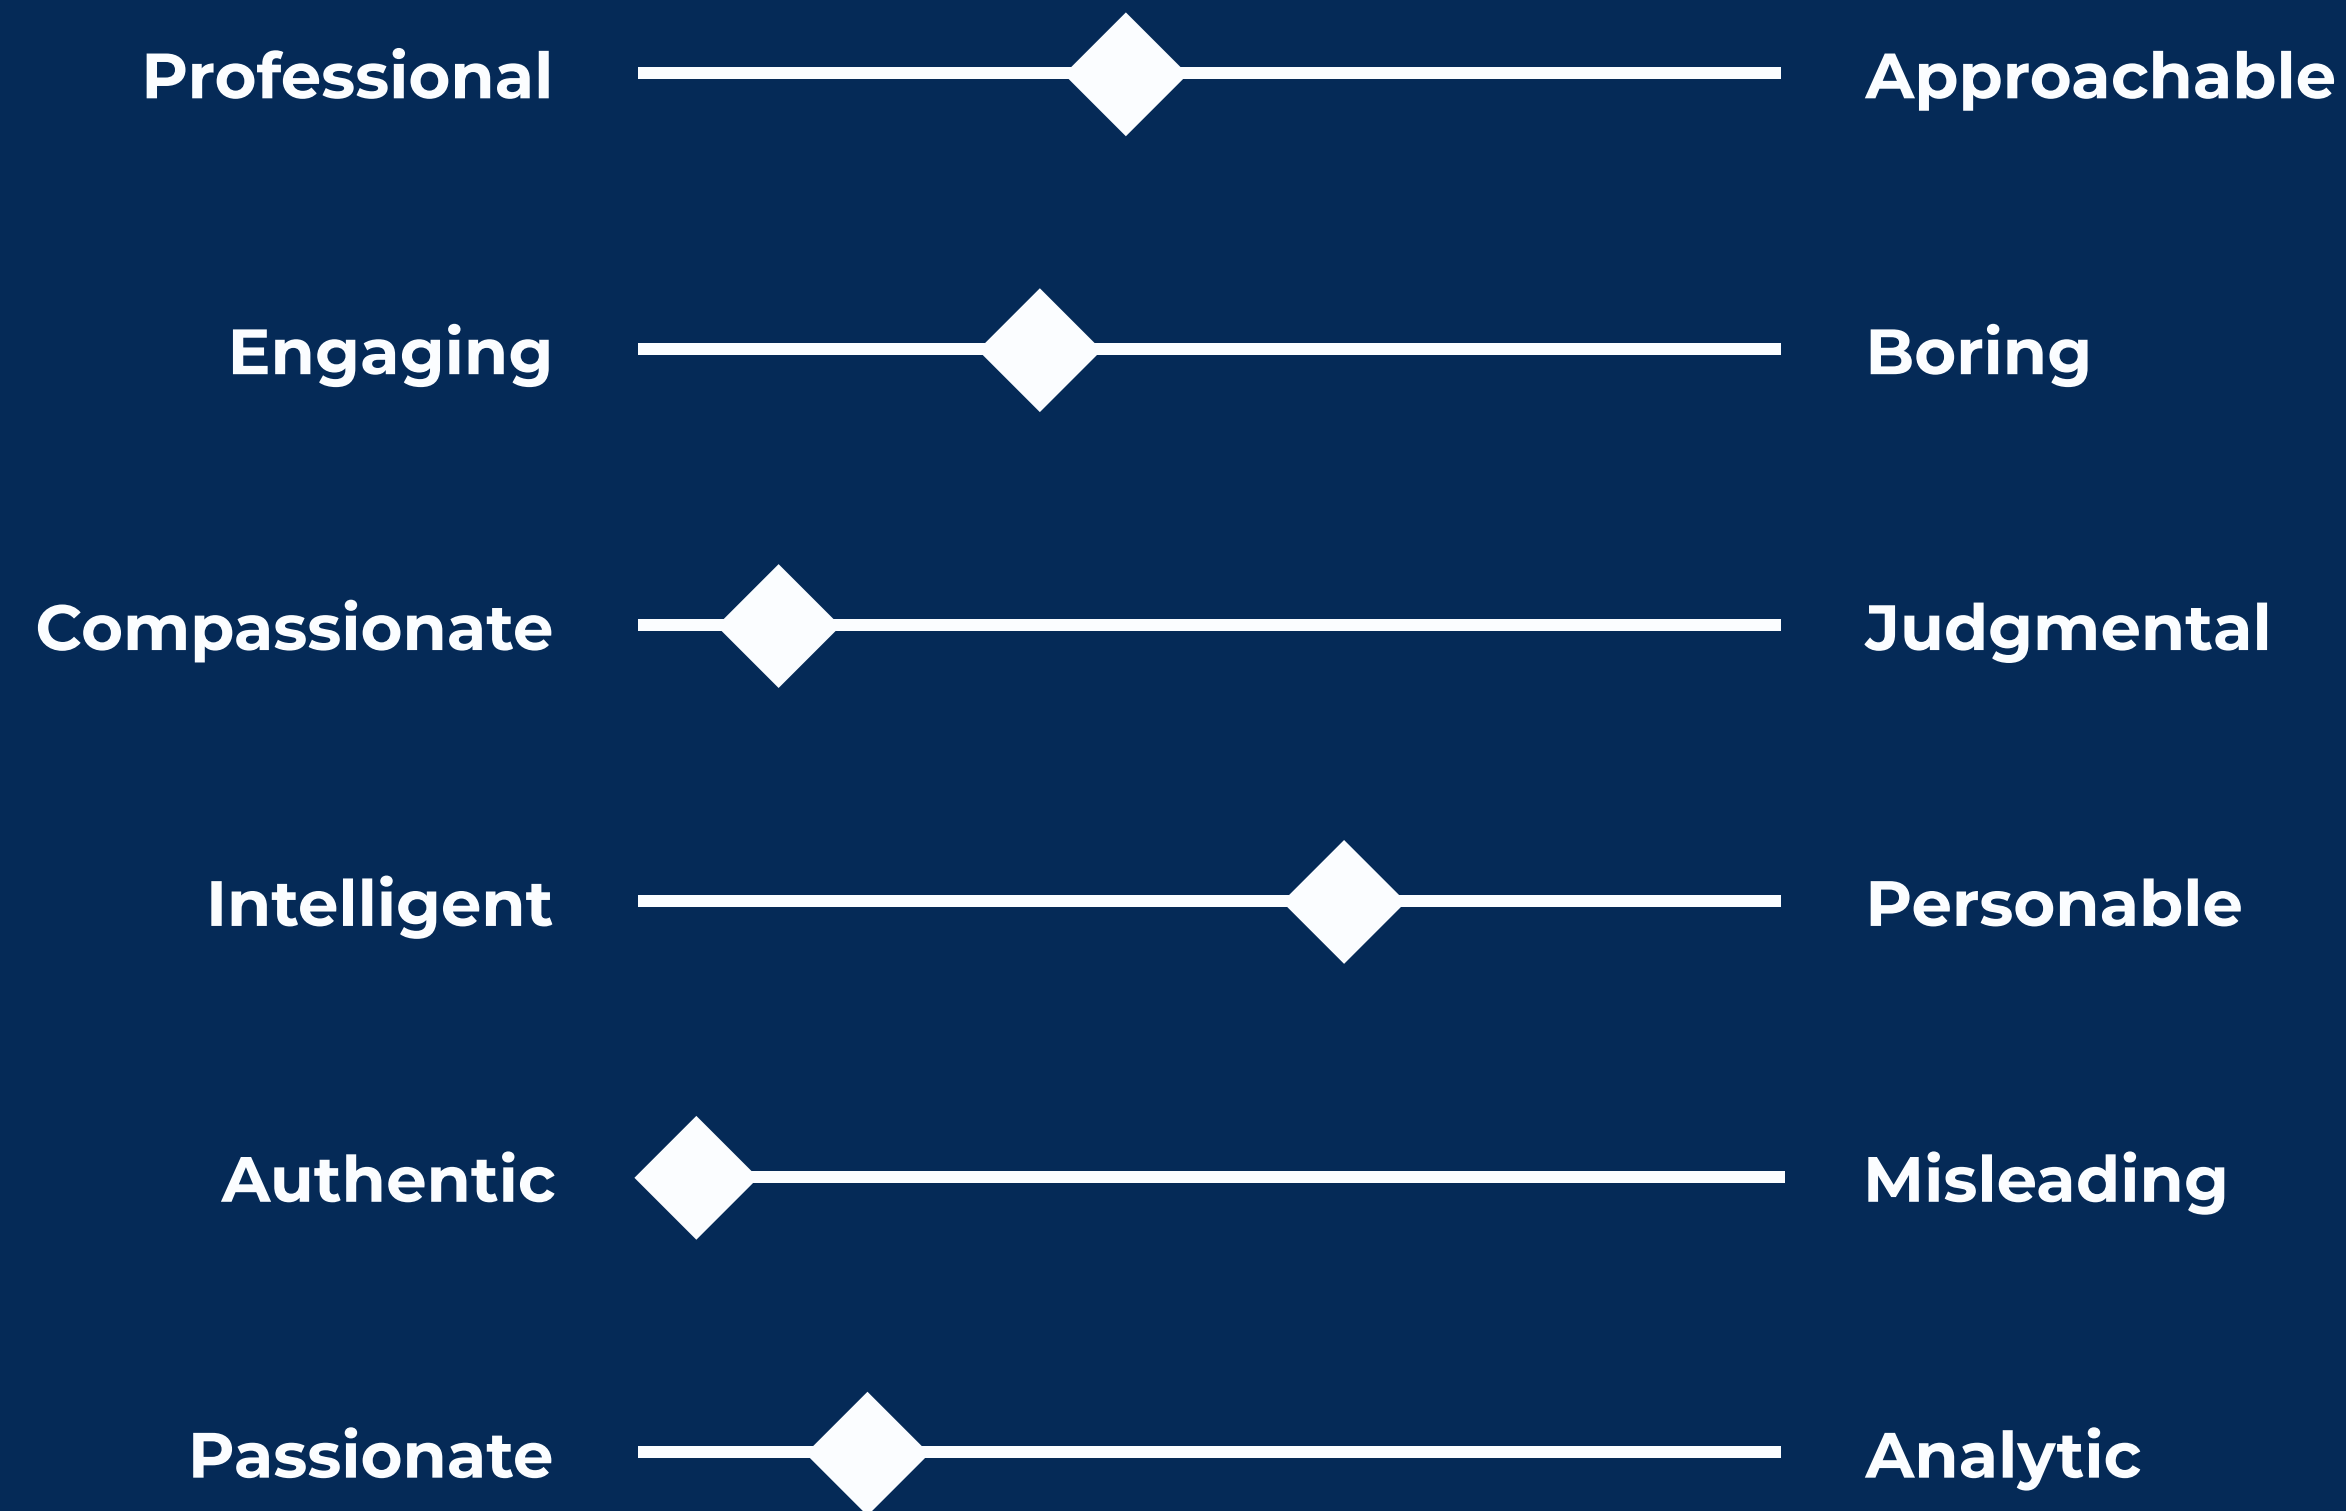 Professional Approachable
Engaging Boring
Compassionate Judgmental
Intelligent Personable
Authentic Misleading
Passionate Analytic